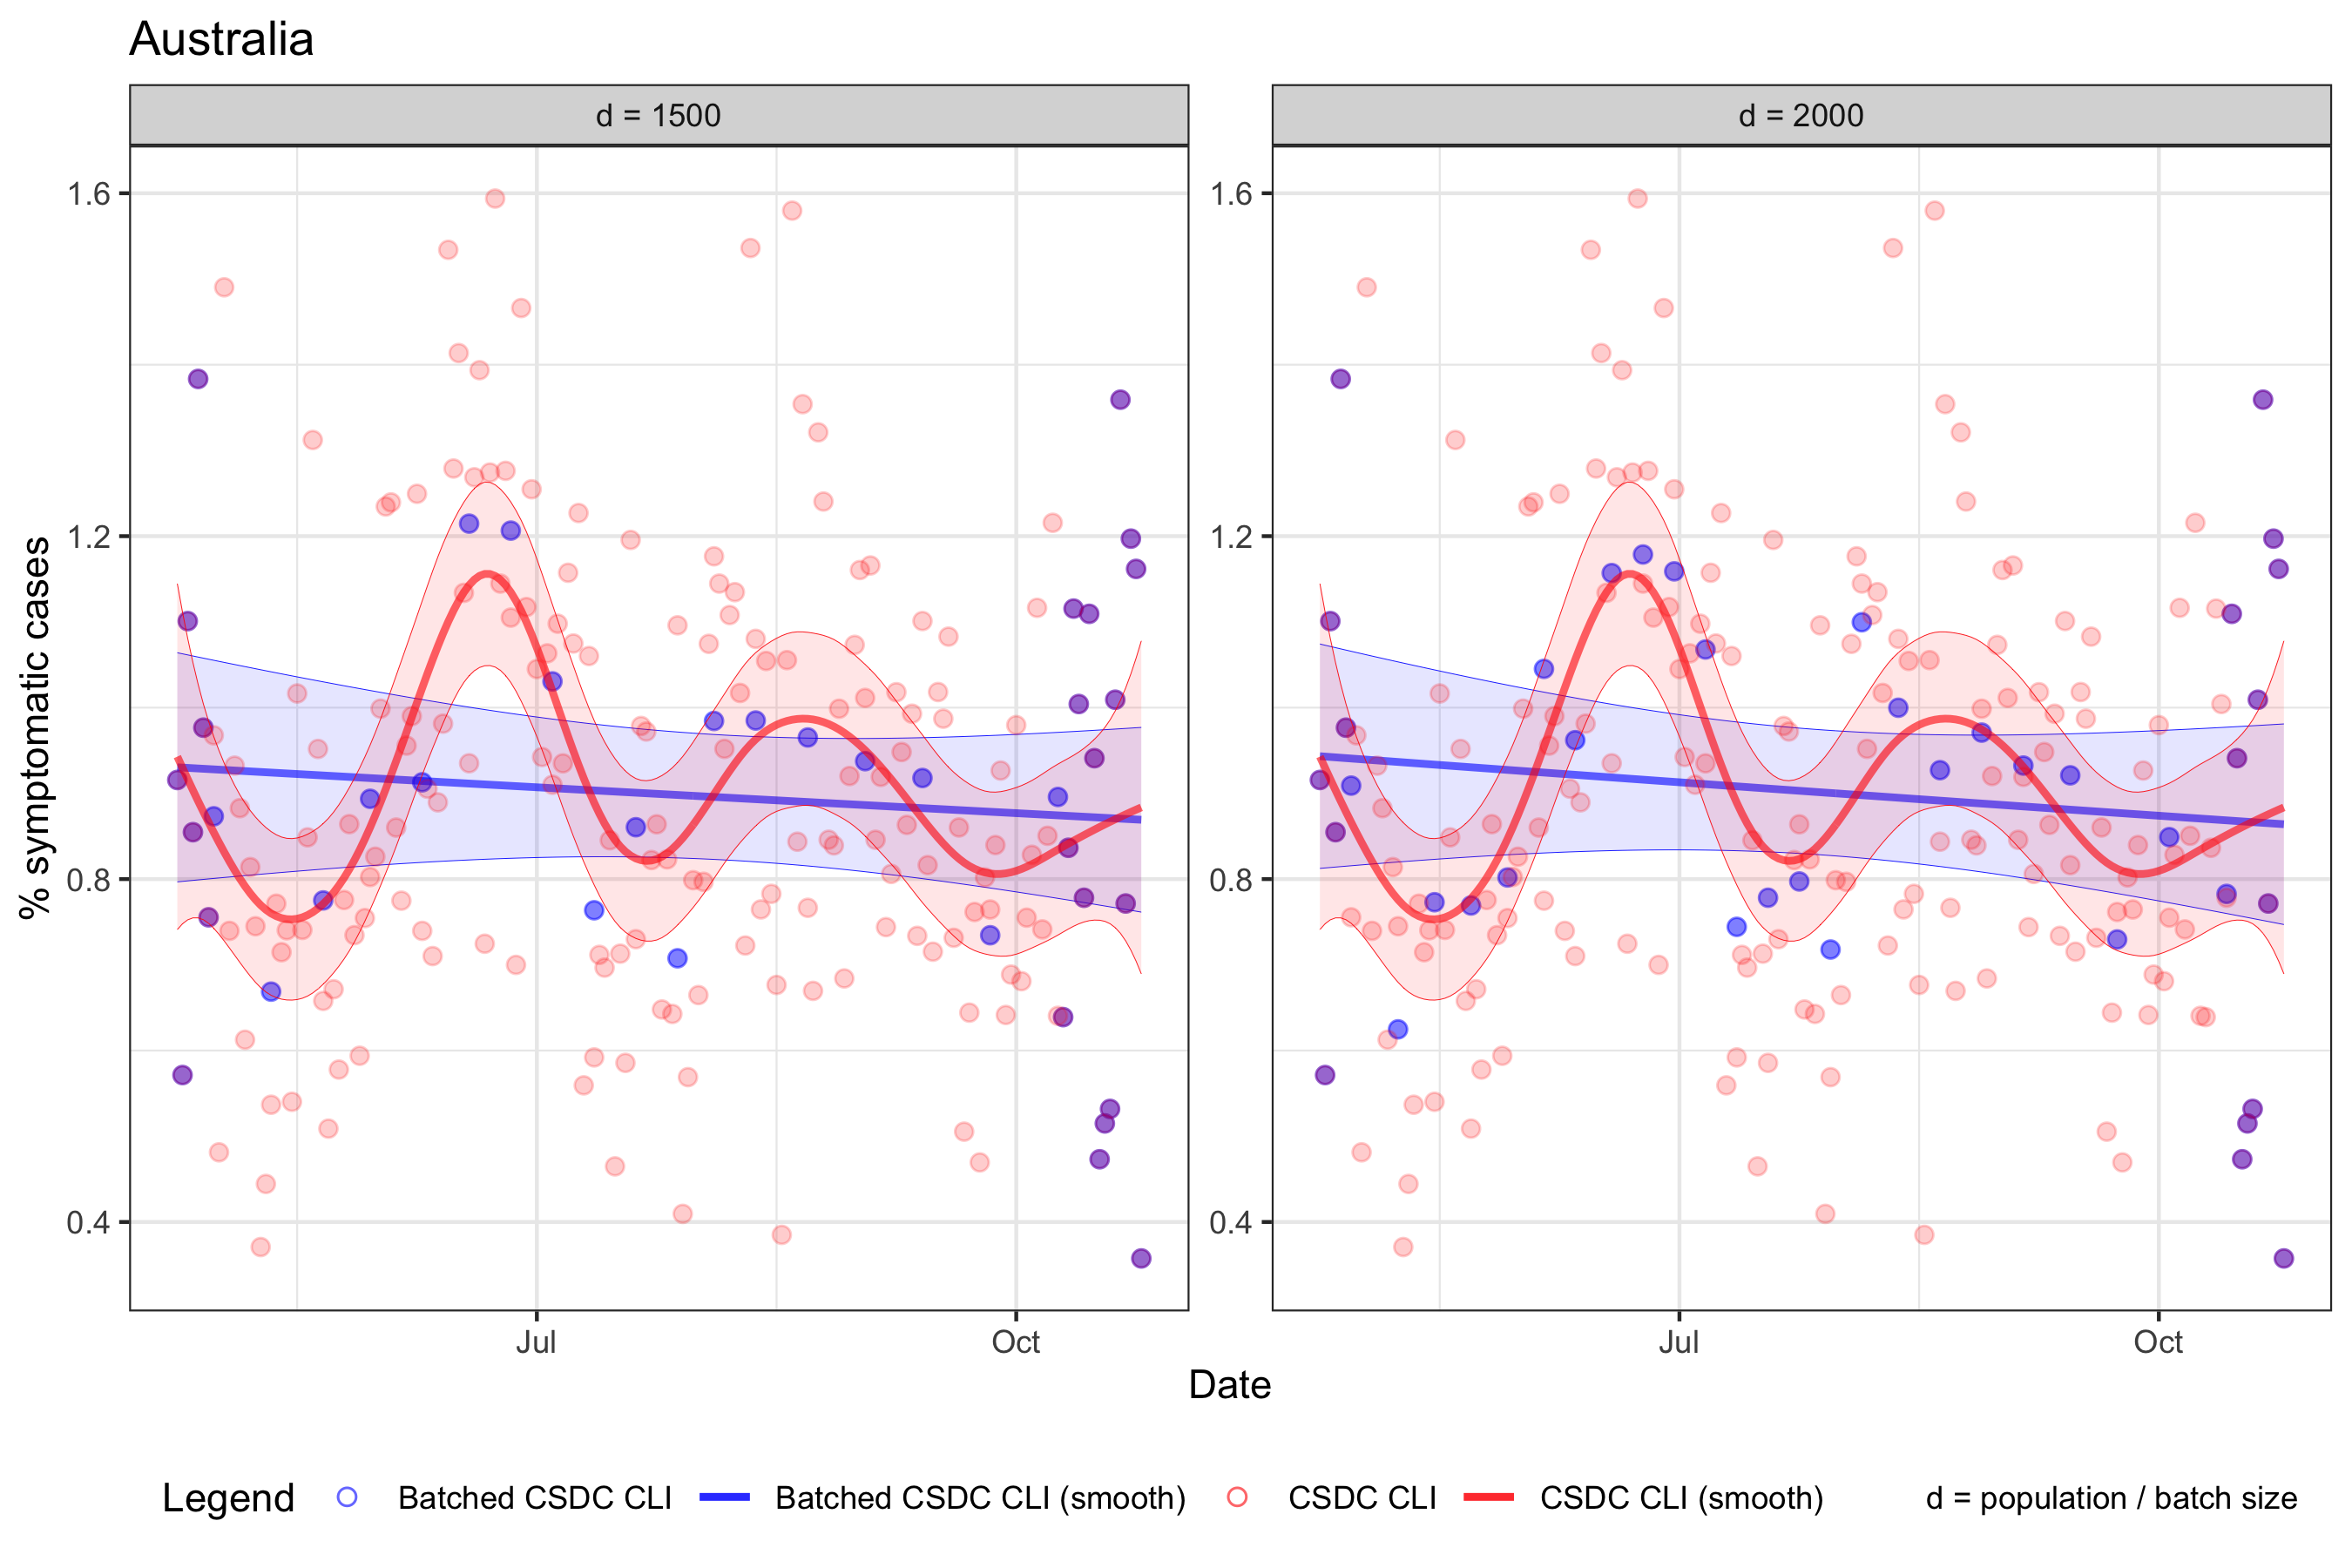 Australia
d = 1500
d = 2000
% symptomatic cases
1.6
1.2
0.8
0.4
1.6
1.2
0.8
0.4
Jul
Oct
Jul
Oct
Date
Legend Batched CSDC CLI Batched CSDC CLI (smooth) CSDC CLI CSDC CLI (smooth) d = population / batch size